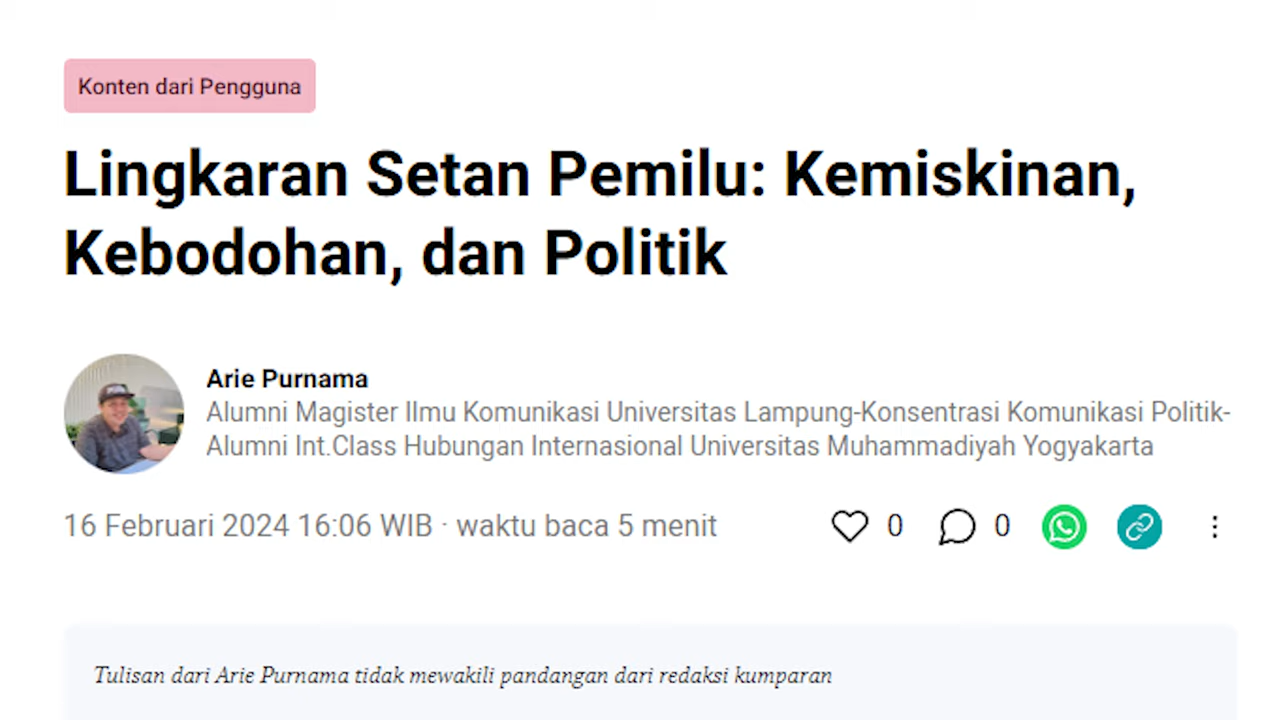 Konten dari Pengguna
Lingkaran Setan Pemilu: Kemiskinan,
Kebodohan, dan Politik
Arie Purnama
Alumni Magister Ilmu Komunikasi Universitas Lampung-Konsentrasi Komunikasi Politik-
Alumni Int.Class Hubungan Internasional Universitas Muhammadiyah Yogyakarta
16 Februari 2024 16:06 WIB · waktu baca 5 menit
0
0
Tulisan dari Arie Purnama tidak mewakili pandangan dari redaksi kumparan